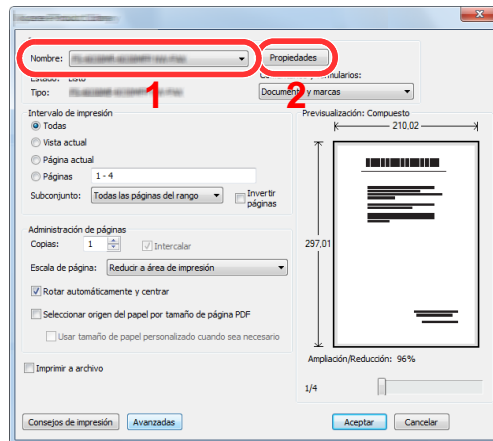 Nombre:
Propiedades
Estado: Listo
Tipo:
Documento y marcas
1
2
Intervalo de impresión
Todas
Vista actual
Página actual
Páginas 1 - 4
Subconjunto: Todas las páginas del rango
Invertir
páginas
Previsualización: Compuesto
210,02
297,01
Administración de páginas
Copias: 1 Intercalar
Escala de página: Reducir a área de impresión
Rotar automáticamente y centrar
Seleccionar origen del papel por tamaño de página PDF
Usar tamaño de papel personalizado cuando sea necesario
Imprimir a archivo
Ampliación/Reducción: 96%
1/4
Consejos de impresión Avanzadas Aceptar Cancelar